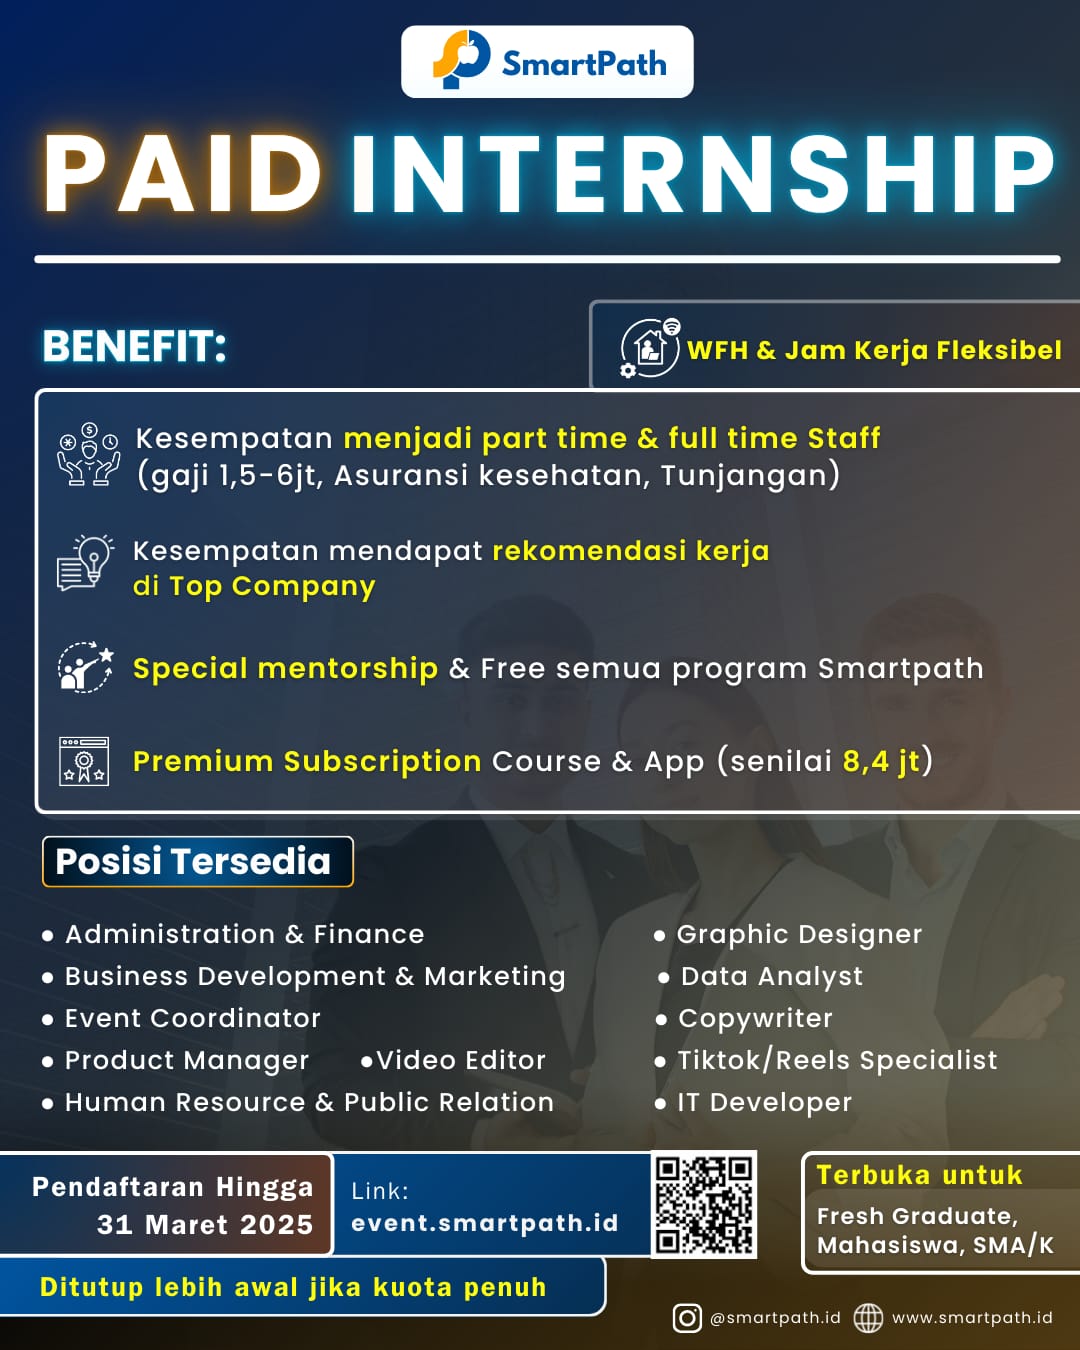 SmartPath
PAID INTERNSHIP
BENEFIT:
WFH & Jam Kerja Fleksibel
Kesempatan menjadi part time & full time Staff
(gaji 1,5-6jt, Asuransi kesehatan, Tunjangan)
Kesempatan mendapat rekomendasi kerja
di Top Company
Special mentorship & Free semua program Smartpath
Premium Subscription Course & App (senilai 8,4 jt)
Posisi Tersedia
• Administration & Finance
• Business Development & Marketing
• Event Coordinator
• Product Manager •Video Editor
• Human Resource & Public Relation
• Graphic Designer
• Data Analyst
• Copywriter
• Tiktok/Reels Specialist
• IT Developer
Pendaftaran Hingga
31 Maret 2025
Link:
event.smartpath.id
Ditutup lebih awal jika kuota penuh
Terbuka untuk
Fresh Graduate,
Mahasiswa, SMA/K
@smartpath.id www.smartpath.id